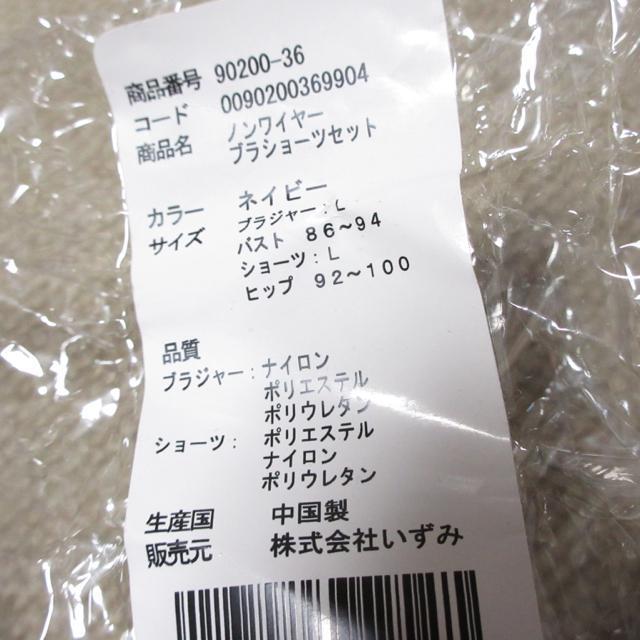 商品番号 90200-36
コード 0090200369904
商品名 ノンワイヤー
ブラショーツセット
カラー ネイビー
サイズ ブラジャー:L
バスト 86~94
ショーツ:L
ヒップ 92~100
品質
ブラジャー:ナイロン
ポリエステル
ポリウレタン
ショーツ:ポリエステル
ナイロン
ポリウレタン
生産国 中国製
販売元 株式会社いずみ